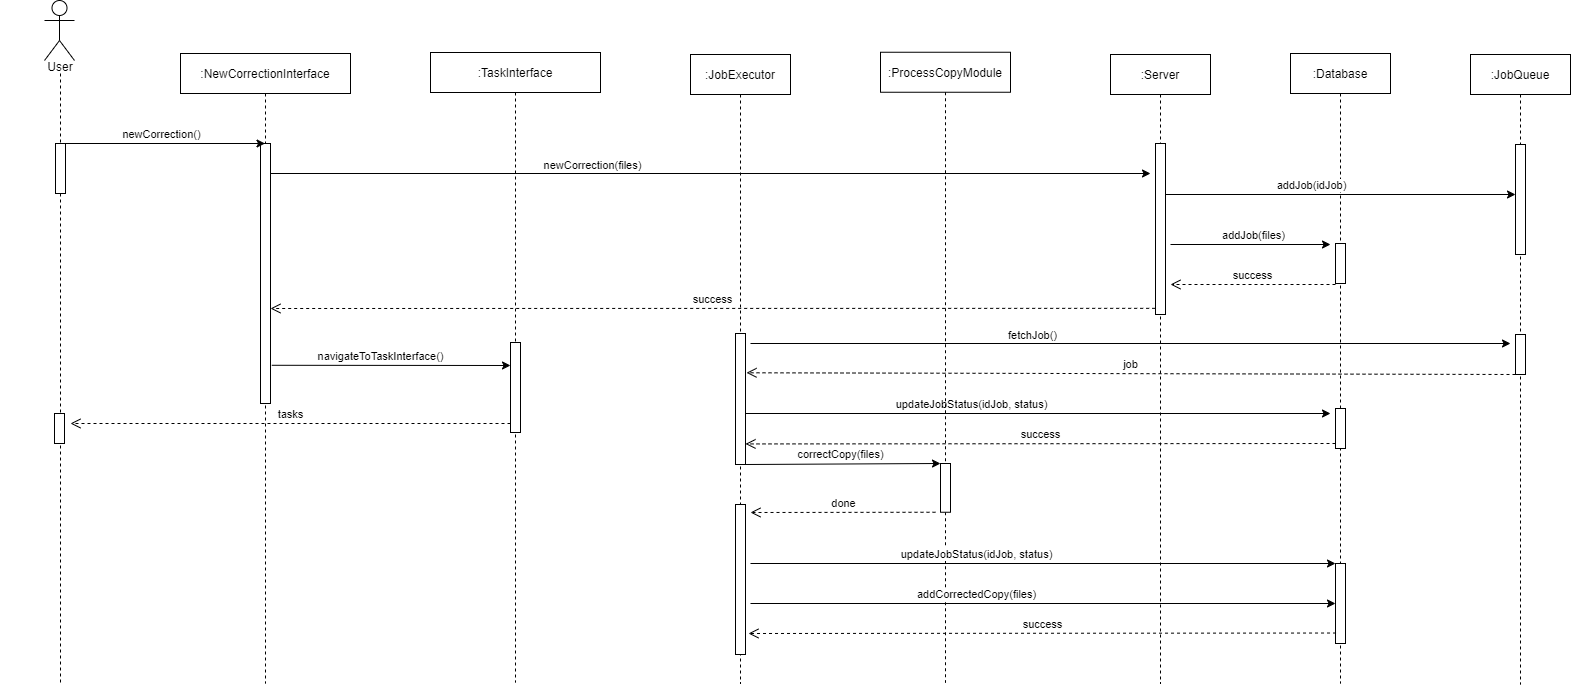 User
:NewCorrectionInterface
:TaskInterface
:JobExecutor
:ProcessCopyModule
:Server
:Database
:JobQueue
newCorrection()
newCorrection(files)
addJob(idJob)
addJob(files)
success
success
fetchJob()
navigateToTaskInterface()
job
updateJobStatus(idJob, status)
tasks
success
correctCopy(files)
done
updateJobStatus(idJob, status)
addCorrectedCopy(files)
success